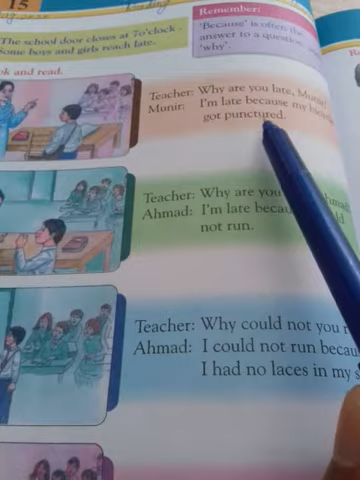 15
Remember:
'Because' is often the
answer to a question
'why'.
The school door closes at 7o'clock.
Some boys and girls reach late.
ok and read.
Teacher: Why are you late, Munir?
Munir: I'm late because my
got punctured.
Teacher: Why are you
Ahmad: I'm late becau
not run.
Teacher: Why could not you r
Ahmad: I could not run becau
I had no laces in my s